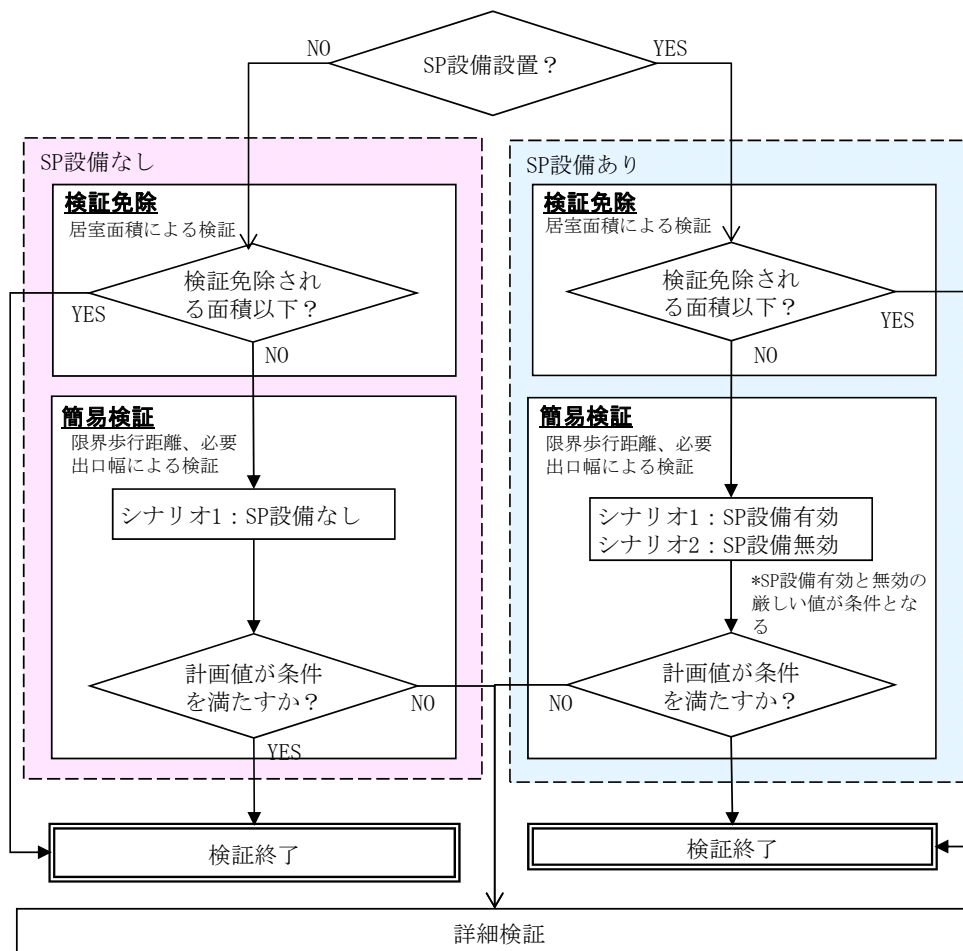 NO
YES
SP設備設置？
SP設備なし
検証免除
居室面積による検証
検証免除され
る面積以下？
YES
NO
簡易検証
限界歩行距離、必要
出口幅による検証
シナリオ1：SP設備なし
計画値が条件
を満たすか？
NO
YES
検証終了
SP設備あり
検証免除
居室面積による検証
検証免除され
る面積以下？
YES
NO
簡易検証
限界歩行距離、必要
出口幅による検証
シナリオ1：SP設備有効
シナリオ2：SP設備無効
*SP設備有効と無効の
厳しい値が条件とな
る
計画値が条件
を満たすか？
NO
検証終了
詳細検証